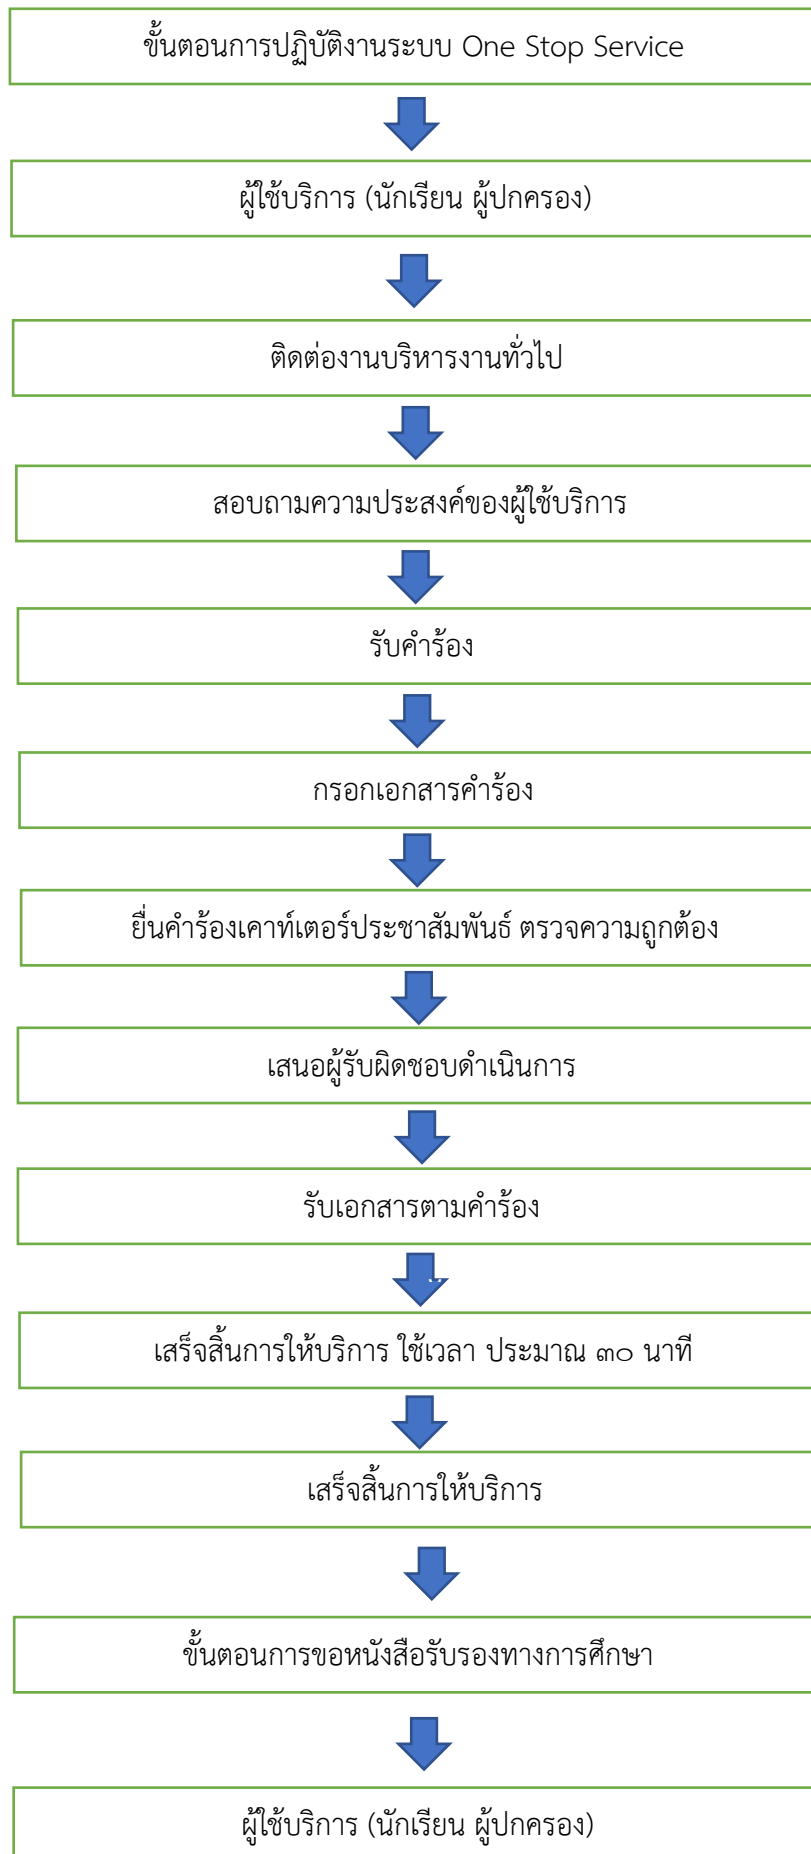 ขั้นตอนการปฏิบัติงานระบบ One Stop Service
ผู้ใช้บริการ (นักเรียน ผู้ปกครอง)
ติดต่องานบริหารงานทั่วไป
สอบถามความประสงค์ของผู้ใช้บริการ
รับคำร้อง
กรอกเอกสารคำร้อง
ยื่นคำร้องเคาท์เตอร์ประชาสัมพันธ์ ตรวจความถูกต้อง
เสนอผู้รับผิดชอบดำเนินการ
รับเอกสารตามคำร้อง
เสร็จสิ้นการให้บริการ ใช้เวลา ประมาณ ๓๐ นาที
เสร็จสิ้นการให้บริการ
ขั้นตอนการขอหนังสือรับรองทางการศึกษา
ผู้ใช้บริการ (นักเรียน ผู้ปกครอง)